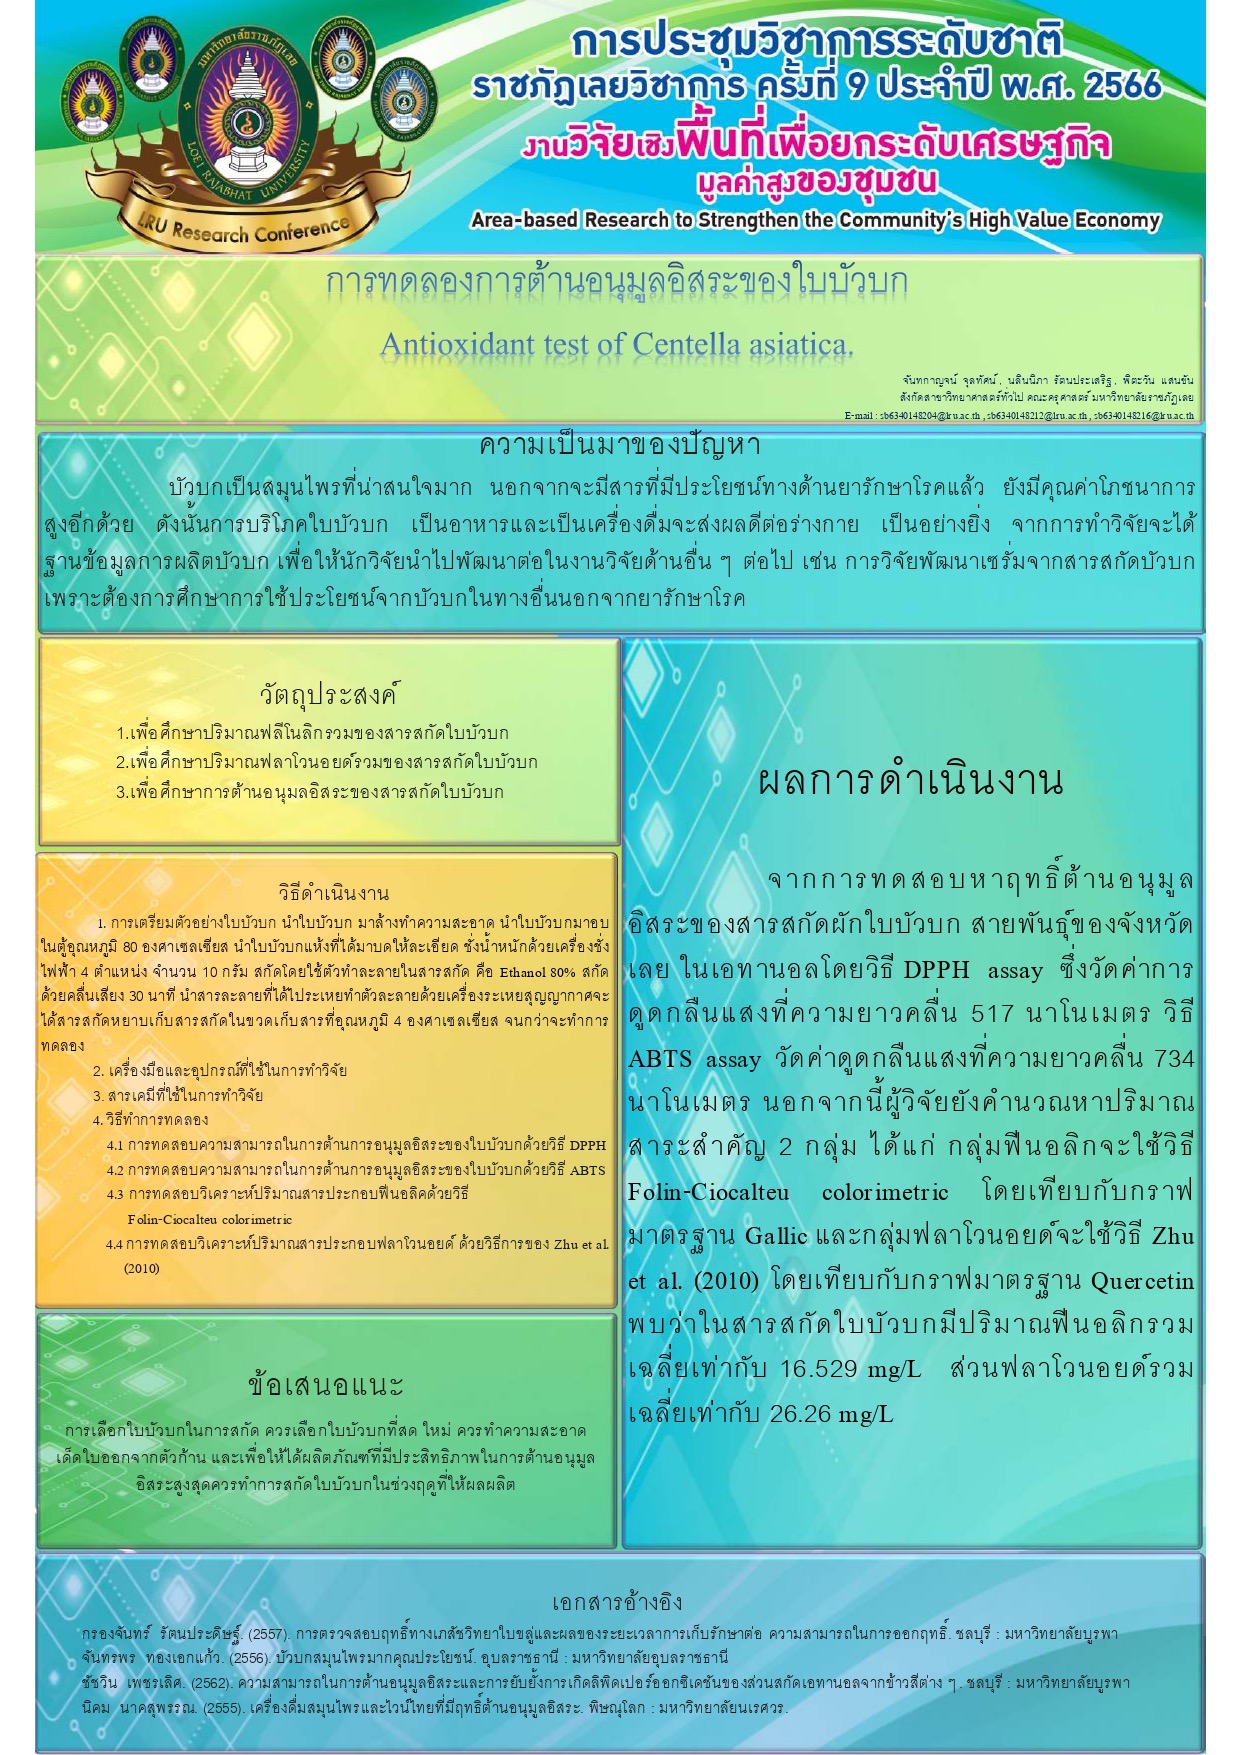 การประชุมวิชาการระดับชาติ
ราชภัฏเลยวิชาการ ครั้งที่ 9 ประจำปี พ.ศ. 2566
งานวิจัยเชิงพื้นที่เพื่อยกระดับเศรษฐกิจ
มูลค่าสูงของชุมชน
Area-based Research to Strengthen the Community's High Value Economy
มหาวิทยาลัยราชภัฏเลย
LOEI RAJABHAT UNIVERSITY
LRU Research Conference
การทดลองการต้านอนุมูลอิสระของใบบัวบก
Antioxidant test of Centella asiatica.
จันทกาญจน์ จุลทัศน์ , นลินนิภา รัตนประเสริฐ , พิตะวัน แสนขัน
สังกัดสาขาวิทยาศาสตร์ทั่วไป คณะครุศาสตร์ มหาวิทยาลัยราชภัฏเลย
E-mail : sb6340148204@lru.ac.th , sb6340148212@lru.ac.th , sb6340148216@lru.ac.th
ความเป็นมาของปัญหา
บัวบกเป็นสมุนไพรที่น่าสนใจมาก นอกจากจะมีสารที่มีประโยชน์ทางด้านยารักษาโรคแล้ว ยังมีคุณค่าโภชนาการ
สูงอีกด้วย ดังนั้นการบริโภคใบบัวบก เป็นอาหารและเป็นเครื่องดื่มจะส่งผลดีต่อร่างกาย เป็นอย่างยิ่ง จากการทำวิจัยจะได้
ฐานข้อมูลการผลิตบัวบก เพื่อให้นักวิจัยนำไปพัฒนาต่อในงานวิจัยด้านอื่น ๆ ต่อไป เช่น การวิจัยพัฒนาเซรั่มจากสารสกัดบัวบก
เพราะต้องการศึกษาการใช้ประโยชน์จากบัวบกในทางอื่นนอกจากยารักษาโรค
วัตถุประสงค์
1.เพื่อศึกษาปริมาณฟลีโนลิกรวมของสารสกัดใบบัวบก
2.เพื่อศึกษาปริมาณฟลาโวนอยด์รวมของสารสกัดใบบัวบก
3.เพื่อศึกษาการต้านอนุมลอิสระของสารสกัดใบบัวบก
วิธีดำเนินงาน
1. การเตรียมตัวอย่างใบบัวบก นำใบบัวบก มาล้างทำความสะอาด นำใบบัวบกมาอบ
ในตู้อุณหภูมิ 80 องศาเซลเซียส นำใบบัวบกแห้งที่ได้มาบดให้ละเอียด ชั่งน้ำหนักด้วยเครื่องชั่ง
ไฟฟ้า 4 ตำแหน่ง จำนวน 10 กรัม สกัดโดยใช้ตัวทำละลายในสารสกัด คือ Ethanol 80% สกัด
ด้วยคลื่นเสียง 30 นาที นำสารละลายที่ได้ไประเหยทำตัวละลายด้วยเครื่องระเหยสุญญากาศจะ
ได้สารสกัดหยาบเก็บสารสกัดในขวดเก็บสารที่อุณหภูมิ 4 องศาเซลเซียส จนกว่าจะทำการ
ทดลอง
2. เครื่องมือและอุปกรณ์ที่ใช้ในการทำวิจัย
3. สารเคมีที่ใช้ในการทำวิจัย
4. วิธีทำการทดลอง
4.1 การทดสอบความสามารถในการต้านการอนุมูลอิสระของใบบัวบกด้วยวิธี DPPH
4.2 การทดสอบความสามารถในการต้านการอนุมูลอิสระของใบบัวบกด้วยวิธี ABTS
4.3 การทดสอบวิเคราะห์ปริมาณสารประกอบฟีนอลิคด้วยวิธี
Folin-Ciocalteu colorimetric
4.4 การทดสอบวิเคราะห์ปริมาณสารประกอบฟลาโวนอยด์ ด้วยวิธีการของ Zhu et al.
(2010)
ข้อเสนอแนะ
การเลือกใบบัวบกในการสกัด ควรเลือกใบบัวบกที่สด ใหม่ ควรทำความสะอาด
เด็ดใบออกจากตัวก้าน และเพื่อให้ได้ผลิตภัณฑ์ที่มีประสิทธิภาพในการต้านอนุมูล
อิสระสูงสุดควรทำการสกัดใบบัวบกในช่วงฤดูที่ให้ผลผลิต
ผลการดำเนินงาน
จากการทดสอบหาฤทธิ์ต้านอนุมูล
อิสระของสารสกัดผักใบบัวบก สายพันธุ์ของจังหวัด
เลย ในเอทานอลโดยวิธี DPPH assay ซึ่งวัดค่าการ
ดูดกลืนแสงที่ความยาวคลื่น 517 นาโนเมตร วิธี
ABTS assay วัดค่าดูดกลืนแสงที่ความยาวคลื่น 734
นาโนเมตร นอกจากนี้ผู้วิจัยยังคำนวณหาปริมาณ
สาระสำคัญ 2 กลุ่ม ได้แก่ กลุ่มฟีนอลิกจะใช้วิธี
Folin-Ciocalteu colorimetric โดยเทียบกับกราฟ
มาตรฐาน Gallic และกลุ่มฟลาโวนอยด์จะใช้วิธี Zhu
et al. (2010) โดยเทียบกับกราฟมาตรฐาน Quercetin
พบว่าในสารสกัดใบบัวบกมีปริมาณฟีนอลิกรวม
เฉลี่ยเท่ากับ 16.529 mg/L ส่วนฟลาโวนอยด์รวม
เฉลี่ยเท่ากับ 26.26 mg/L
เอกสารอ้างอิง
กรองจันทร์ รัตนประดิษฐ์. (2557). การตรวจสอบฤทธิ์ทางเภสัชวิทยาใบขลู่และผลของระยะเวลาการเก็บรักษาต่อ ความสามารถในการออกฤทธิ์. ชลบุรี : มหาวิทยาลัยบูรพา
จันทรพร ทองเอกแก้ว. (2556). บัวบกสมุนไพรมากคุณประโยชน์. อุบลราชธานี : มหาวิทยาลัยอุบลราชธานี
ชัชวิน เพชรเลิศ. (2562). ความสามารถในการต้านอนุมูลอิสระและการยับยั้งการเกิดลิพิดเปอร์ออกซิเดชันของส่วนสกัดเอทานอลจากข้าวสีต่าง ๆ . ชลบุรี : มหาวิทยาลัยบูรพา
นิคม นาคสุพรรณ. (2555). เครื่องดื่มสมุนไพรและไวน์ไทยที่มีฤทธิ์ต้านอนุมูลอิสระ. พิษณุโลก : มหาวิทยาลัยนเรศวร.